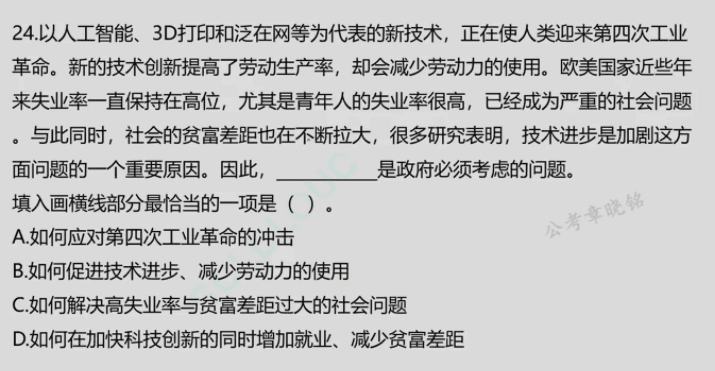 24.以人工智能、3D打印和泛在网等为代表的新技术，正在使人类迎来第四次工业
革命。新的技术创新提高了劳动生产率，却会减少劳动力的使用。欧美国家近些年
来失业率一直保持在高位，尤其是青年人的失业率很高，已经成为严重的社会问题
。与此同时，社会的贫富差距也在不断拉大，很多研究表明，技术进步是加剧这方
面问题的一个重要原因。因此，___________是政府必须考虑的问题。
填入画横线部分最恰当的一项是（ ）。
公考章晓铭
A.如何应对第四次工业革命的冲击
B.如何促进技术进步、减少劳动力的使用
C.如何解决高失业率与贫富差距过大的社会问题
D.如何在加快科技创新的同时增加就业、减少贫富差距